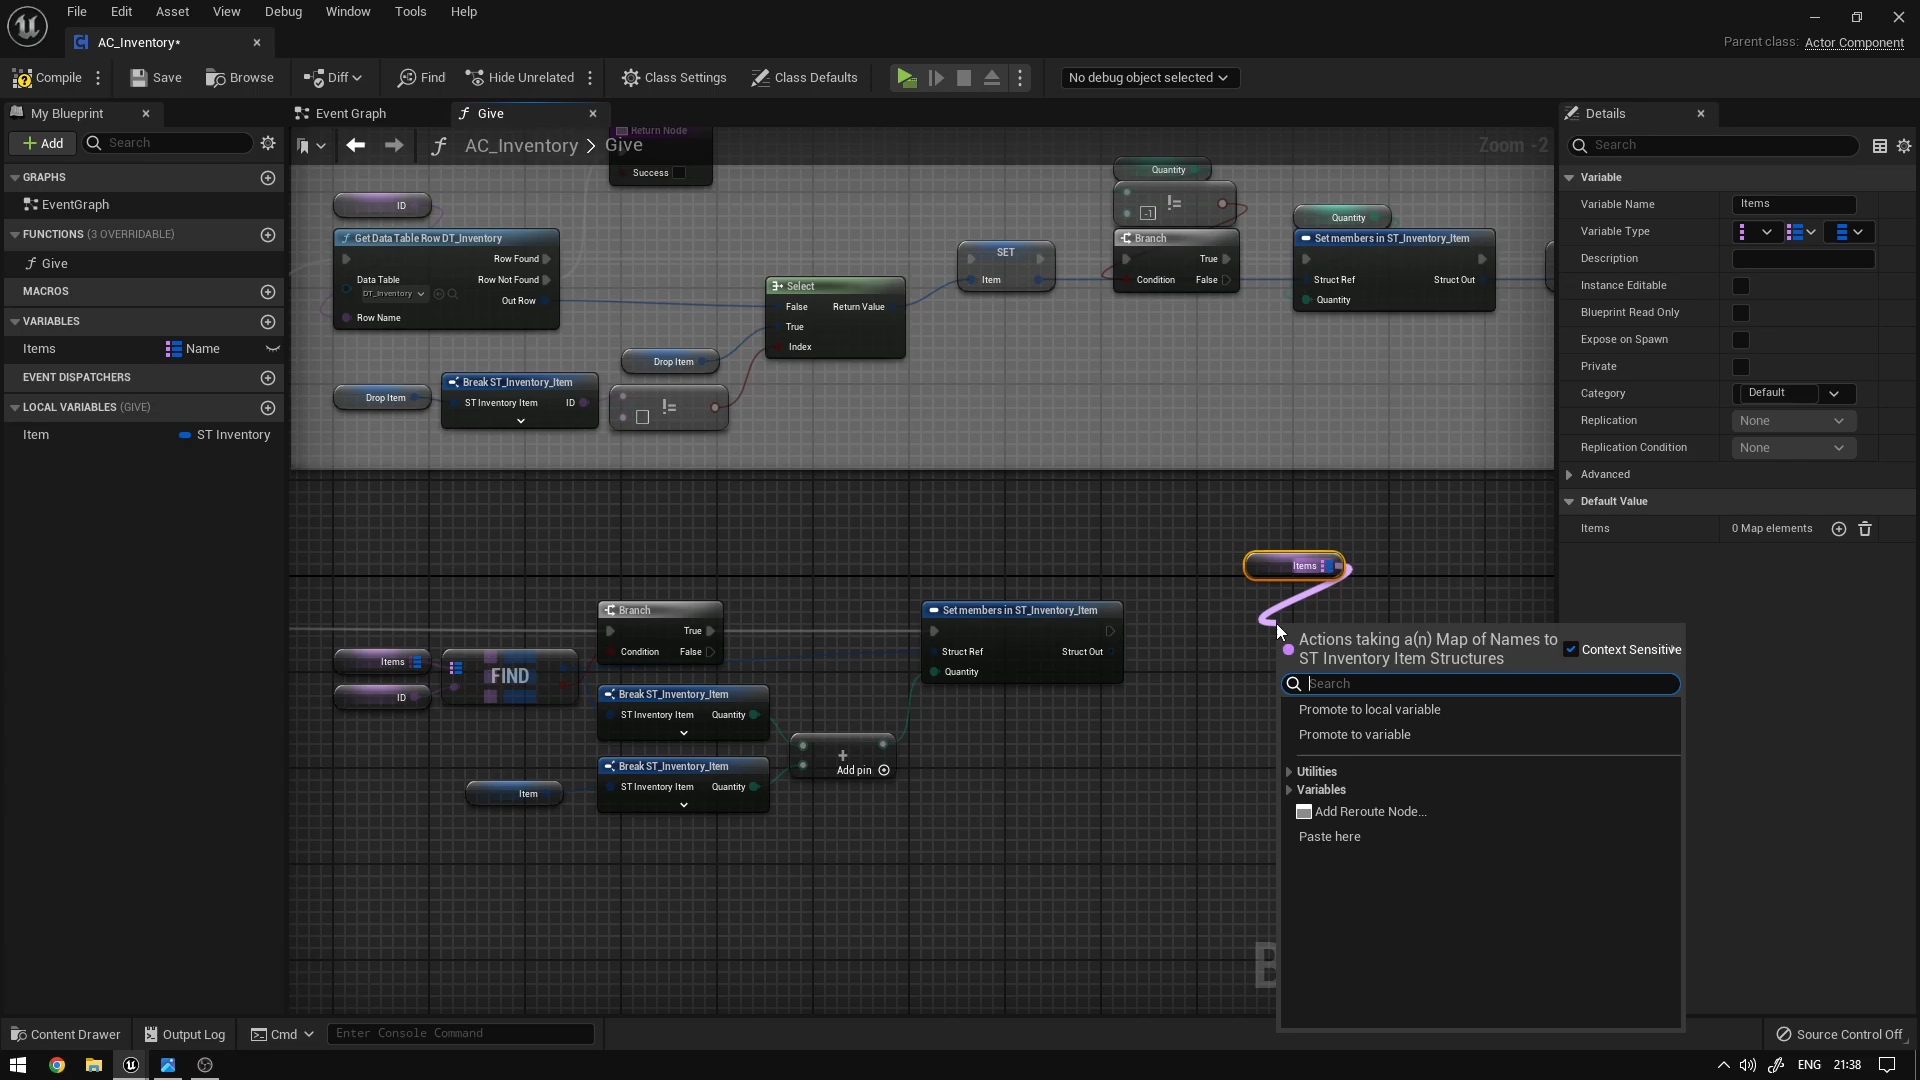 File Edit Asset View Debug Window Tools Help
AC_Inventory*
Parent class: Actor Component
Compile Save Browse Diff Find Hide Unrelated Class Settings Class Defaults No debug object selected
My Blueprint
Event Graph
Give
Details
Add Search
AC_Inventory > Give
Zoom -2
Search
GRAPHS
EventGraph
FUNCTIONS (3 OVERRIDABLE)
Give
MACROS
VARIABLES
Items Name
EVENT DISPATCHERS
LOCAL VARIABLES (GIVE)
Item ST Inventory
Return Node
Success
ID
Get Data Table Row DT_Inventory
Row Found
Data Table
DT_Inventory
Row Not Found
Out Row
Row Name
Drop Item
Break ST_Inventory_Item
ST Inventory Item ID
!=
Drop Item
Select
False Return Value
True
Index
SET
Item
Quantity
-1 !=
Branch
True
Condition False
Quantity
Set members in ST_Inventory_Item
Struct Ref Struct Out
Quantity
Items
ID
FIND
Item
Branch
True
Condition False
Break ST_Inventory_Item
ST Inventory Item Quantity
Break ST_Inventory_Item
ST Inventory Item Quantity
+
Add pin
Set members in ST_Inventory_Item
Struct Ref Struct Out
Quantity
Items
Actions taking a(n) Map of Names to
ST Inventory Item Structures
Context Sensitive
Search
Promote to local variable
Promote to variable
Utilities
Variables
Add Reroute Node...
Paste here
Variable
Variable Name Items
Variable Type
Description
Instance Editable
Blueprint Read Only
Expose on Spawn
Private
Category Default
Replication None
Replication Condition None
Advanced
Default Value
Items 0 Map elements
Content Drawer Output Log Cmd Enter Console Command
Source Control Off
ENG 21:38